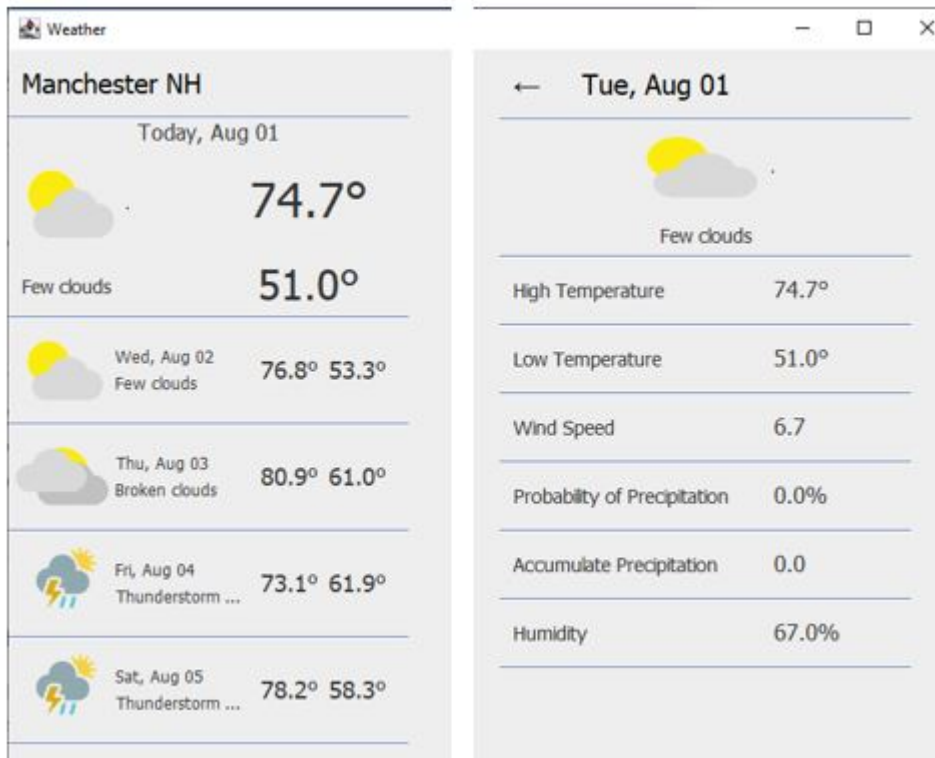 Weather
Manchester NH
Today, Aug 01
74.7°
Few clouds
51.0°
Wed, Aug 02
Few clouds
76.8° 53.3°
Thu, Aug 03
Broken clouds
80.9° 61.0°
Fri, Aug 04
Thunderstorm ...
73.1° 61.9°
Sat, Aug 05
Thunderstorm ...
78.2° 58.3°
← Tue, Aug 01
Few clouds
High Temperature 74.7°
Low Temperature 51.0°
Wind Speed 6.7
Probability of Precipitation 0.0%
Accumulate Precipitation 0.0
Humidity 67.0%